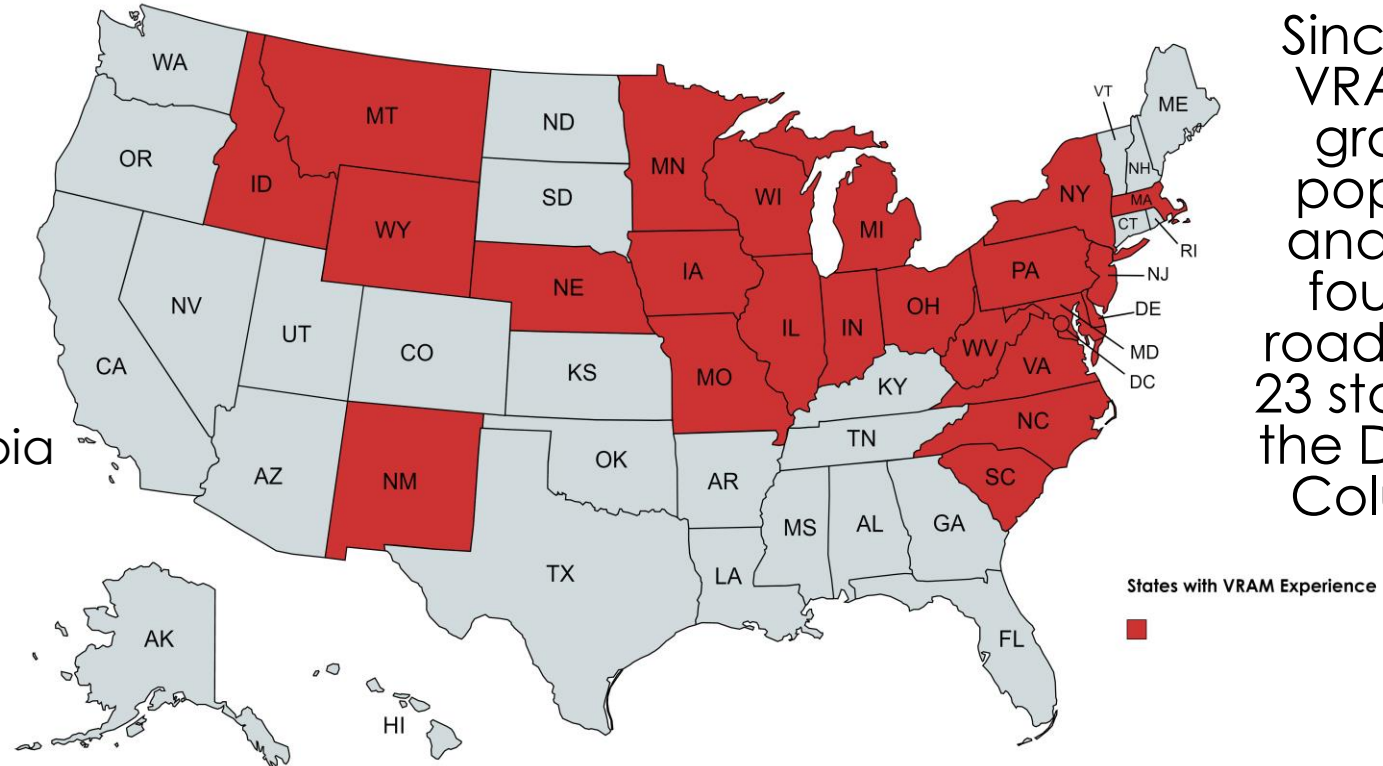 WA
MT
ND
MN
VT
ME
OR
ID
SD
WI
NH
NY
MA
WY
MI
CT
RI
NE
IA
PA
NJ
NV
OH
DE
UT
IL
IN
CO
WV
MD
CA
KS
MO
KY
VA
DC
NC
TN
AZ
NM
OK
AR
SC
MS
AL
GA
TX
LA
AK
FL
HI
bia
Sinc
VRA
gro
pop
and
fou
road
23 sta
the D
Col
States with VRAM Experience